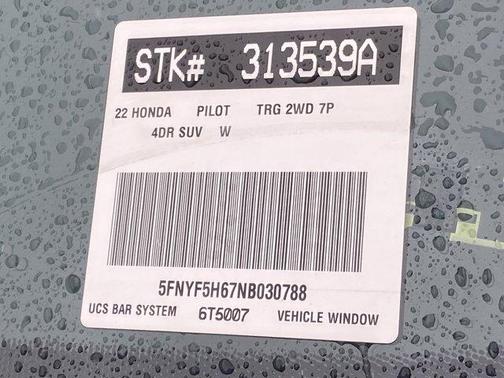 STK# 313539A
22 HONDA PILOT TRG 2WD 7P
4DR SUV W
5FNYF5H67NB030788
UCS BAR SYSTEM 6T5007 VEHICLE WINDOW